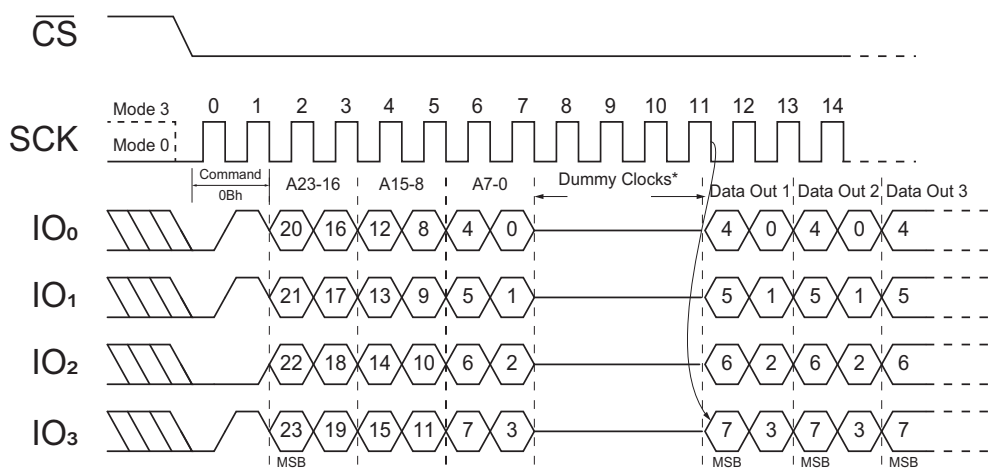 CS
Mode 3
Mode 0
SCK
0 1 2 3 4 5 6 7 8 9 10 11 12 13 14
Command
0Bh
A23-16 A15-8 A7-0 Dummy Clocks* Data Out 1 Data Out 2 Data Out 3
IO₀ 20 16 12 8 4 0 4 0 4 0 4
IO₁ 21 17 13 9 5 1 5 1 5 1 5
IO₂ 22 18 14 10 6 2 6 2 6 2 6
IO₃ 23 19 15 11 7 3 7 3 7 3 7
MSB MSB MSB MSB